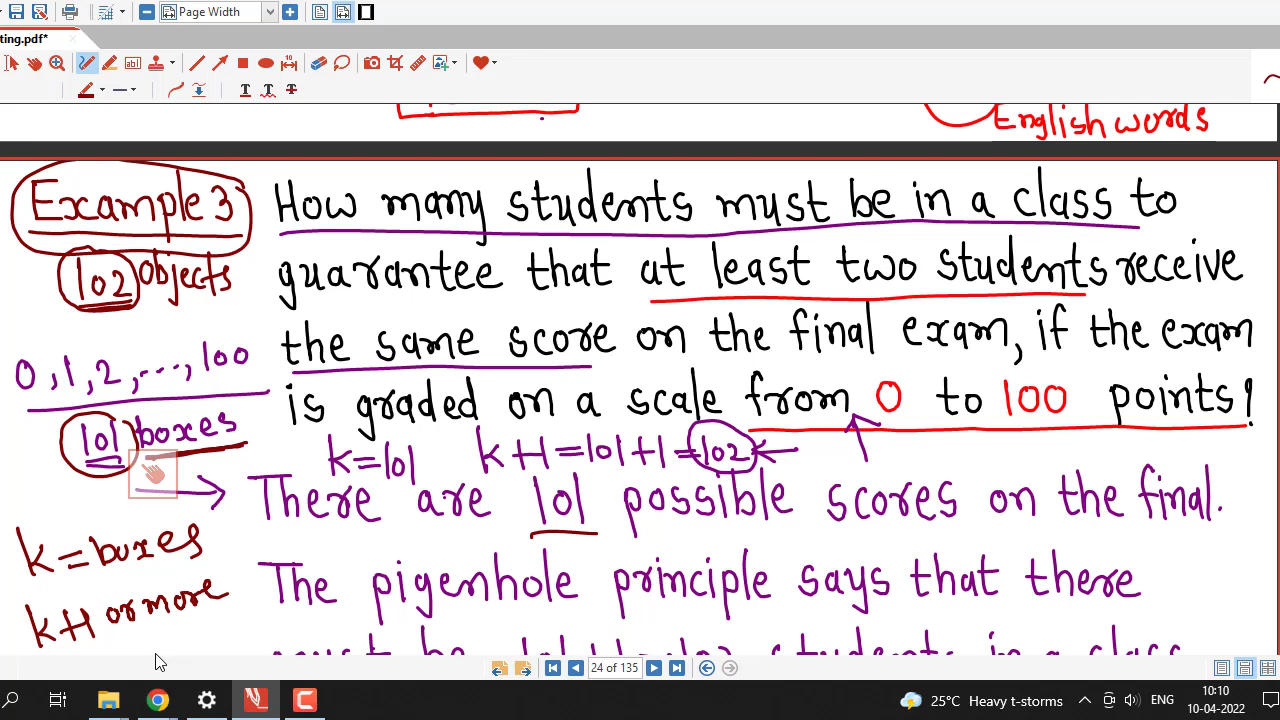 Page Width
ting.pdf*
English words
Example 3
How many students must be in a class to
guarantee that at least two students receive
the same score on the final exam, if the exam
is graded on a scale from 0 to 100 points?
102 objects
0, 1, 2, ..., 100
101 boxes
k=101 k+1=101+1=102
There are 101 possible scores on the final.
The pigenhole principle says that there
k=boxes
k+1 or more
24 of 135
25°C Heavy t-storms
ENG
10:10
10-04-2022